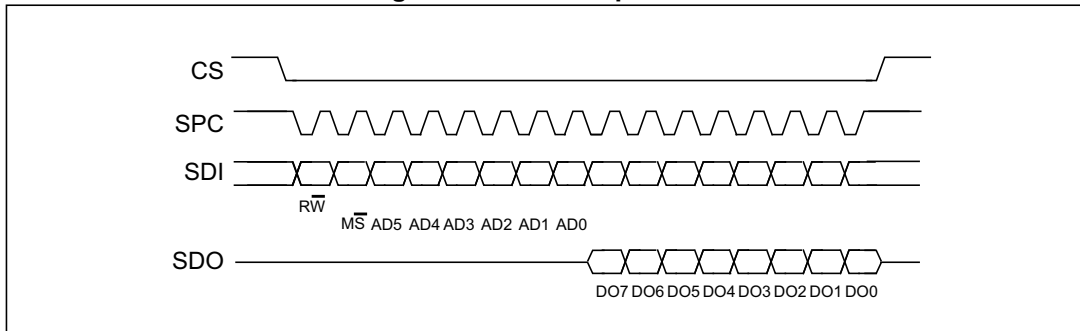 CS
SPC
SDI
RW̅
MS̅ AD5 AD4 AD3 AD2 AD1 AD0
SDO
DO7 DO6 DO5 DO4 DO3 DO2 DO1 DO0